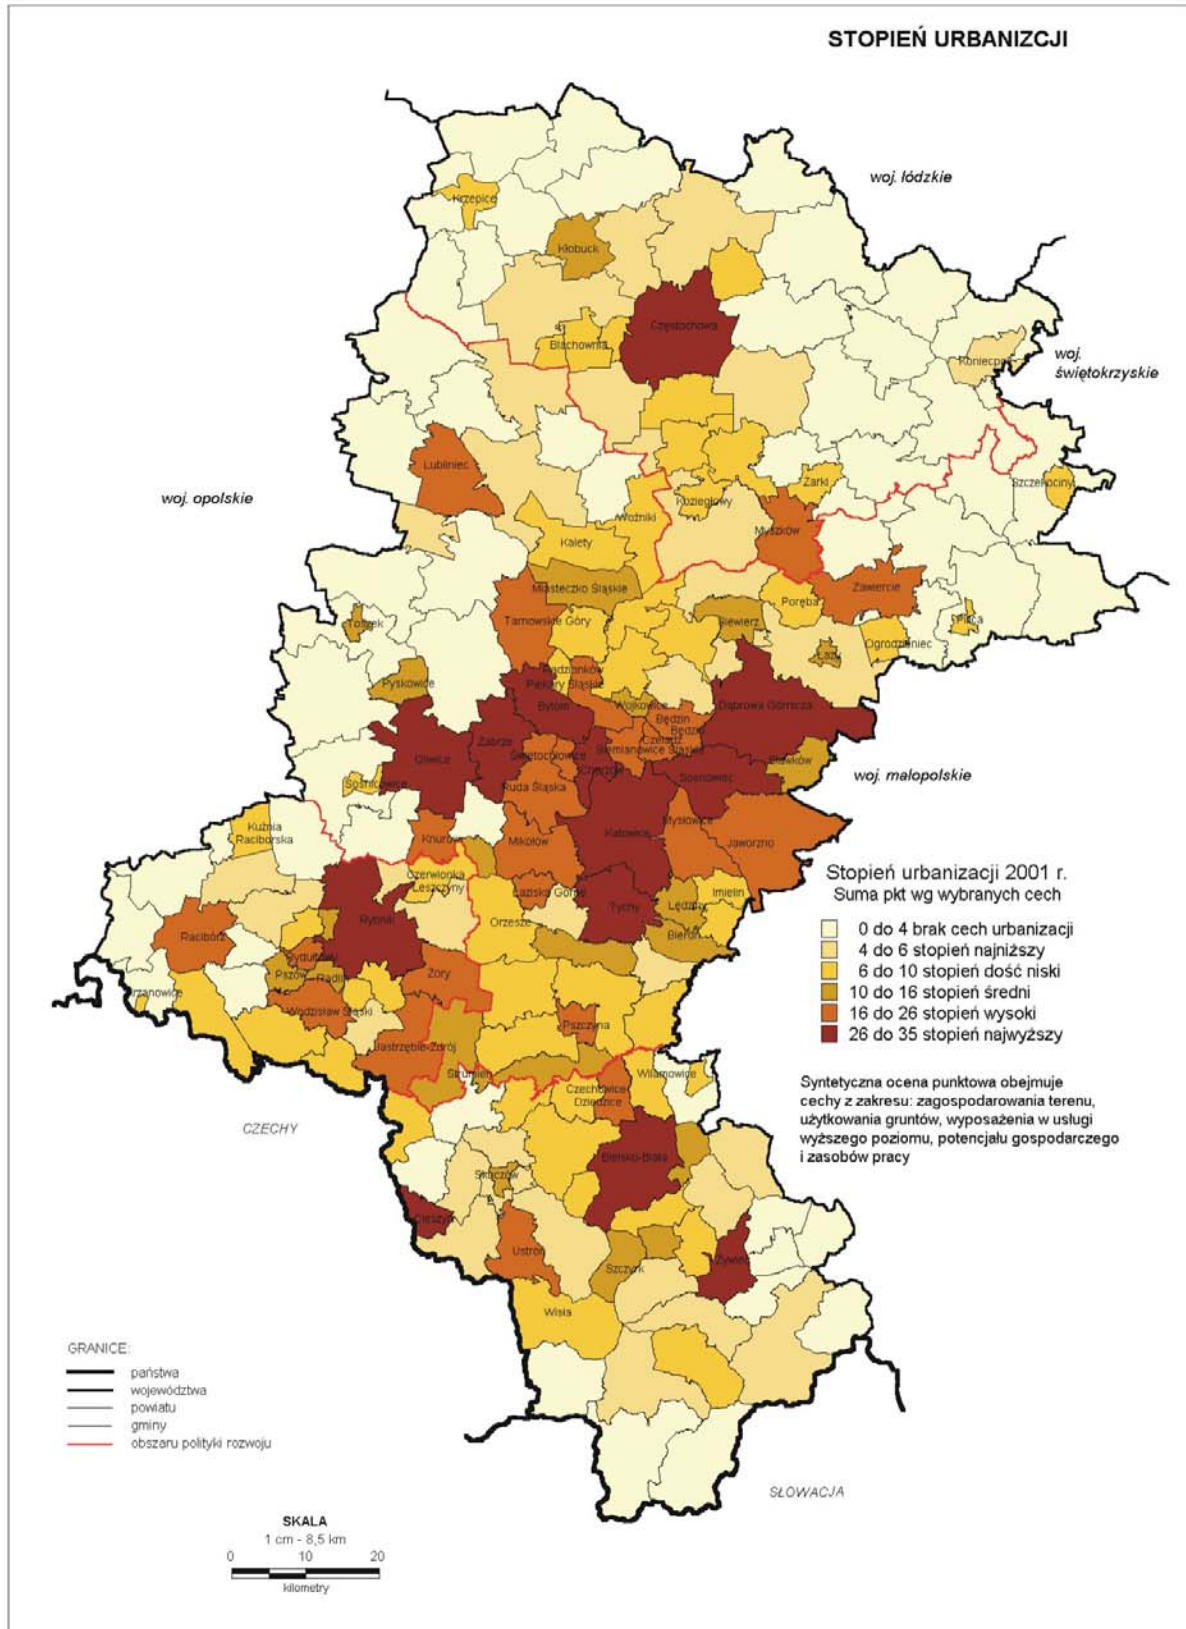 STOPIEŃ URBANIZCJI
woj. łódzkie
Krzepice
Kłobuck
Częstochowa
Blachownia
Koniecpol
woj.
świętokrzyskie
Lubliniec
woj. opolskie
Szczekociny
Żarki
Koziegłowy
Woźniki
Myszków
Kalety
Miasteczko Śląskie
Zawiercie
Poręba
Tarnowskie Góry
Siewierz
Pilica
Toszek
Ogrodzieniec
Łazy
Radzionków
Pyskowice
Piekary Śląskie
Bytom
Wojkowice
Dąbrowa Górnicza
Będzin
Będzin
Zabrze
Czeladź
Siemianowice Śląskie
Świętochłowice
Gliwice
Sławków
woj. małopolskie
Chorzów
Sosnowiec
Sośnicowice
Ruda Śląska
Mysłowice
Kuźnia
Raciborska
Katowice
Knurów
Mikołów
Jaworzno
Czerwionka
Leszczyny
Łaziska Górne
Imielin
Lędziny
Tychy
Rybnik
Orzesze
Racibórz
Bieruń
Rydułtowy
Pszów
Radlin
Żory
Krzanowice
Wodzisław Śląski
Pszczyna
Jastrzębie-Zdrój
Strumień
Wilamowice
Czechowice
Dziedzice
CZECHY
Bielsko-Biała
Skoczów
Cieszyn
Ustroń
Żywiec
Szczyrk
Wisła
SŁOWACJA
Stopień urbanizacji 2001 r.
Suma pkt wg wybranych cech
0 do 4 brak cech urbanizacji
4 do 6 stopień najniższy
6 do 10 stopień dość niski
10 do 16 stopień średni
16 do 26 stopień wysoki
26 do 35 stopień najwyższy
Syntetyczna ocena punktowa obejmuje
cechy z zakresu: zagospodarowania terenu,
użytkowania gruntów, wyposażenia w usługi
wyższego poziomu, potencjału gospodarczego
i zasobów pracy
GRANICE:
państwa
województwa
powiatu
gminy
obszaru polityki rozwoju
SKALA
1 cm - 8,5 km
0 10 20
kilometry